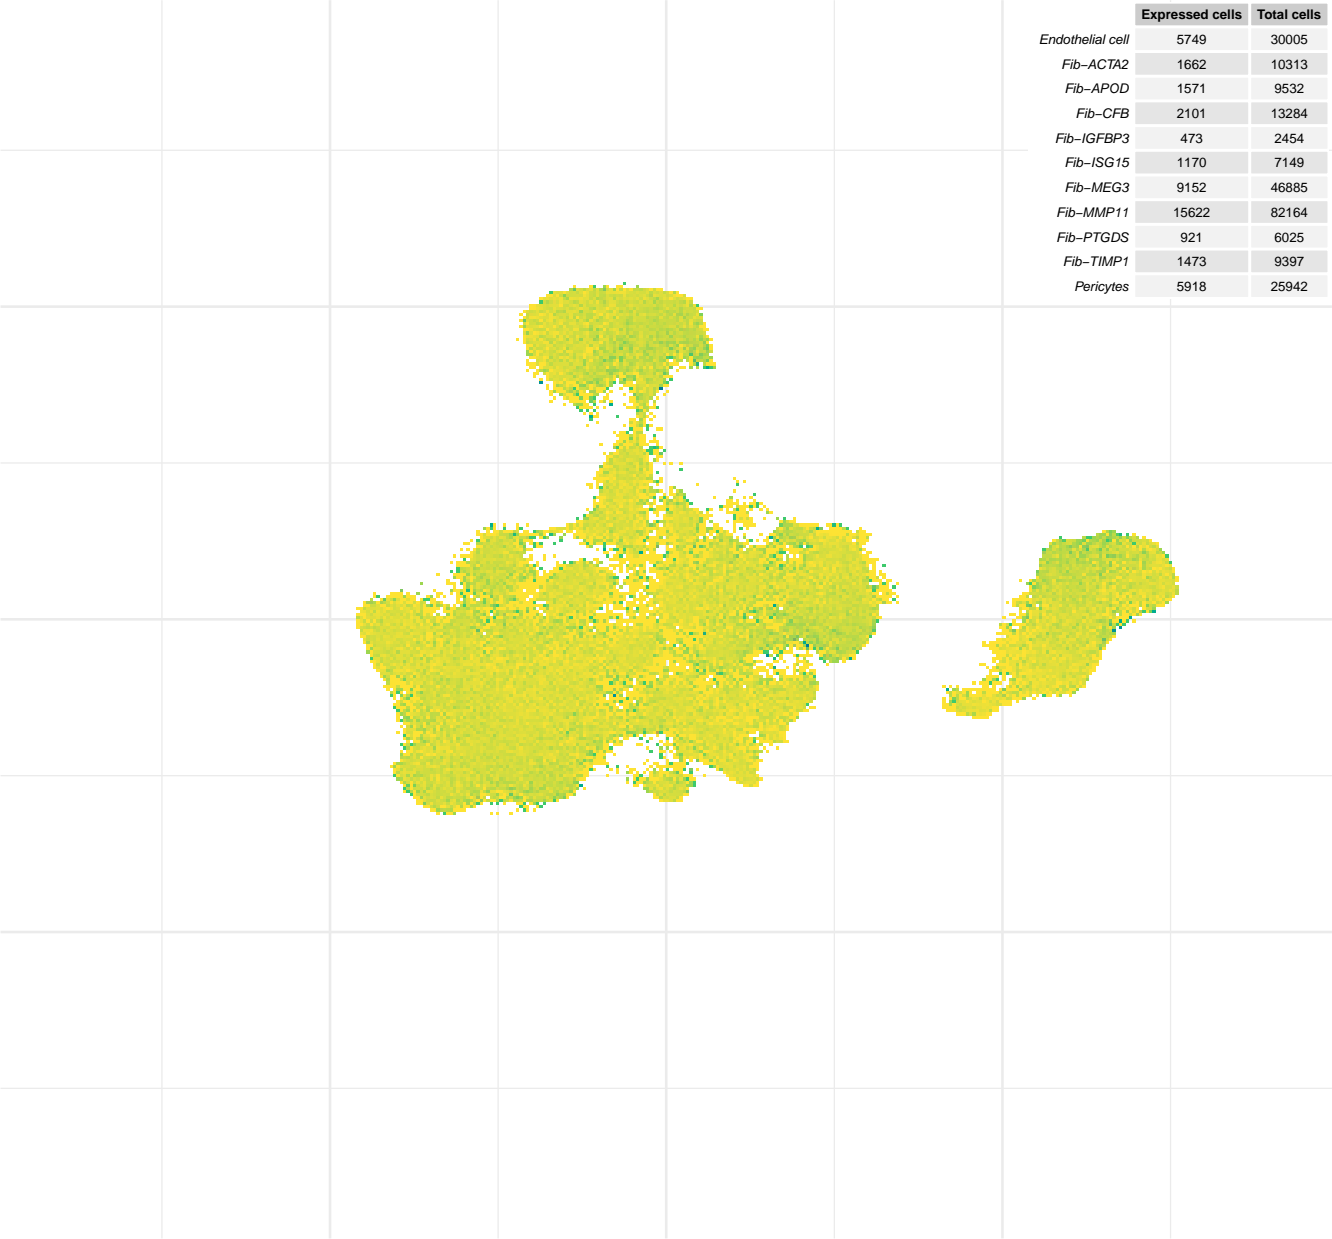 Expressed cells Total cells
Endothelial cell 5749 30005
Fib−ACTA2 1662 10313
Fib−APOD 1571 9532
Fib−CFB 2101 13284
Fib−IGFBP3 473 2454
Fib−ISG15 1170 7149
Fib−MEG3 9152 46885
Fib−MMP11 15622 82164
Fib−PTGDS 921 6025
Fib−TIMP1 1473 9397
Pericytes 5918 25942